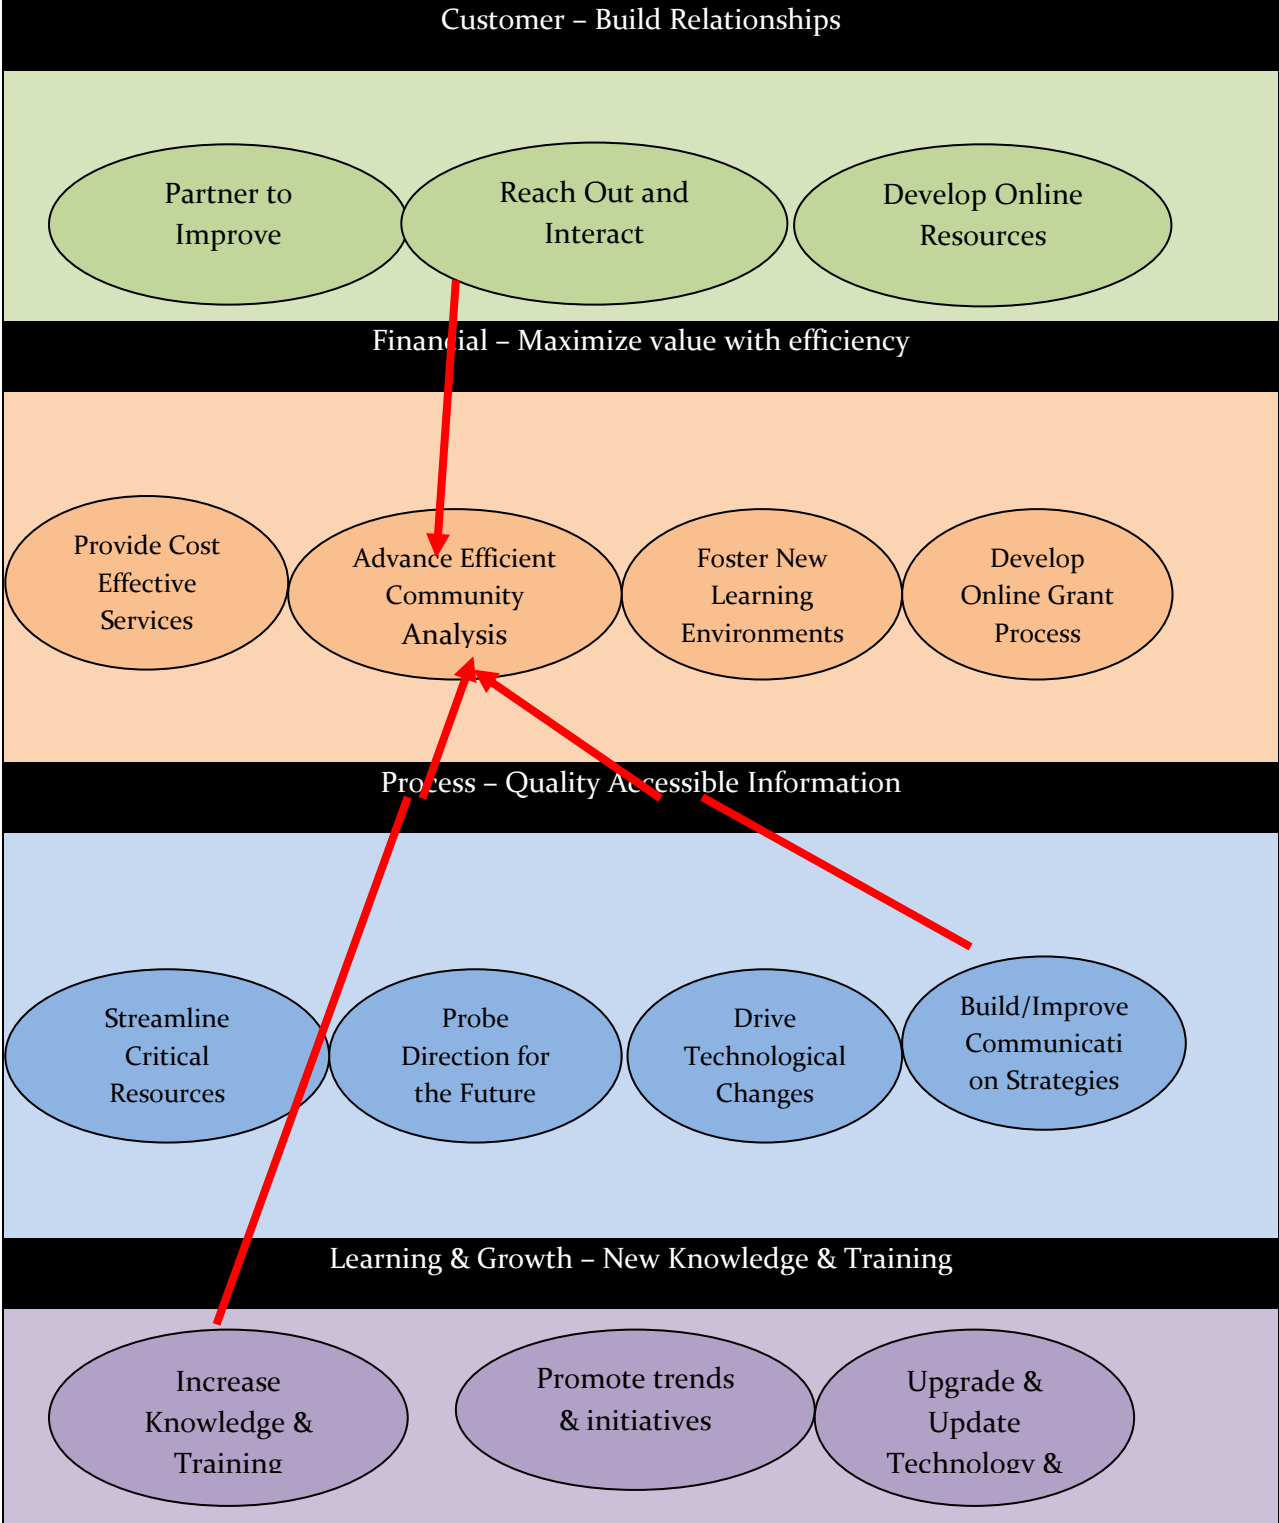 Customer – Build Relationships
Partner to
Improve
Reach Out and
Interact
Develop Online
Resources
Financial – Maximize value with efficiency
Provide Cost
Effective
Services
Advance Efficient
Community
Analysis
Foster New
Learning
Environments
Develop
Online Grant
Process
Process – Quality Accessible Information
Streamline
Critical
Resources
Probe
Direction for
the Future
Drive
Technological
Changes
Build/Improve
Communicati
on Strategies
Learning & Growth – New Knowledge & Training
Increase
Knowledge &
Training
Promote trends
& initiatives
Upgrade &
Update
Technology &